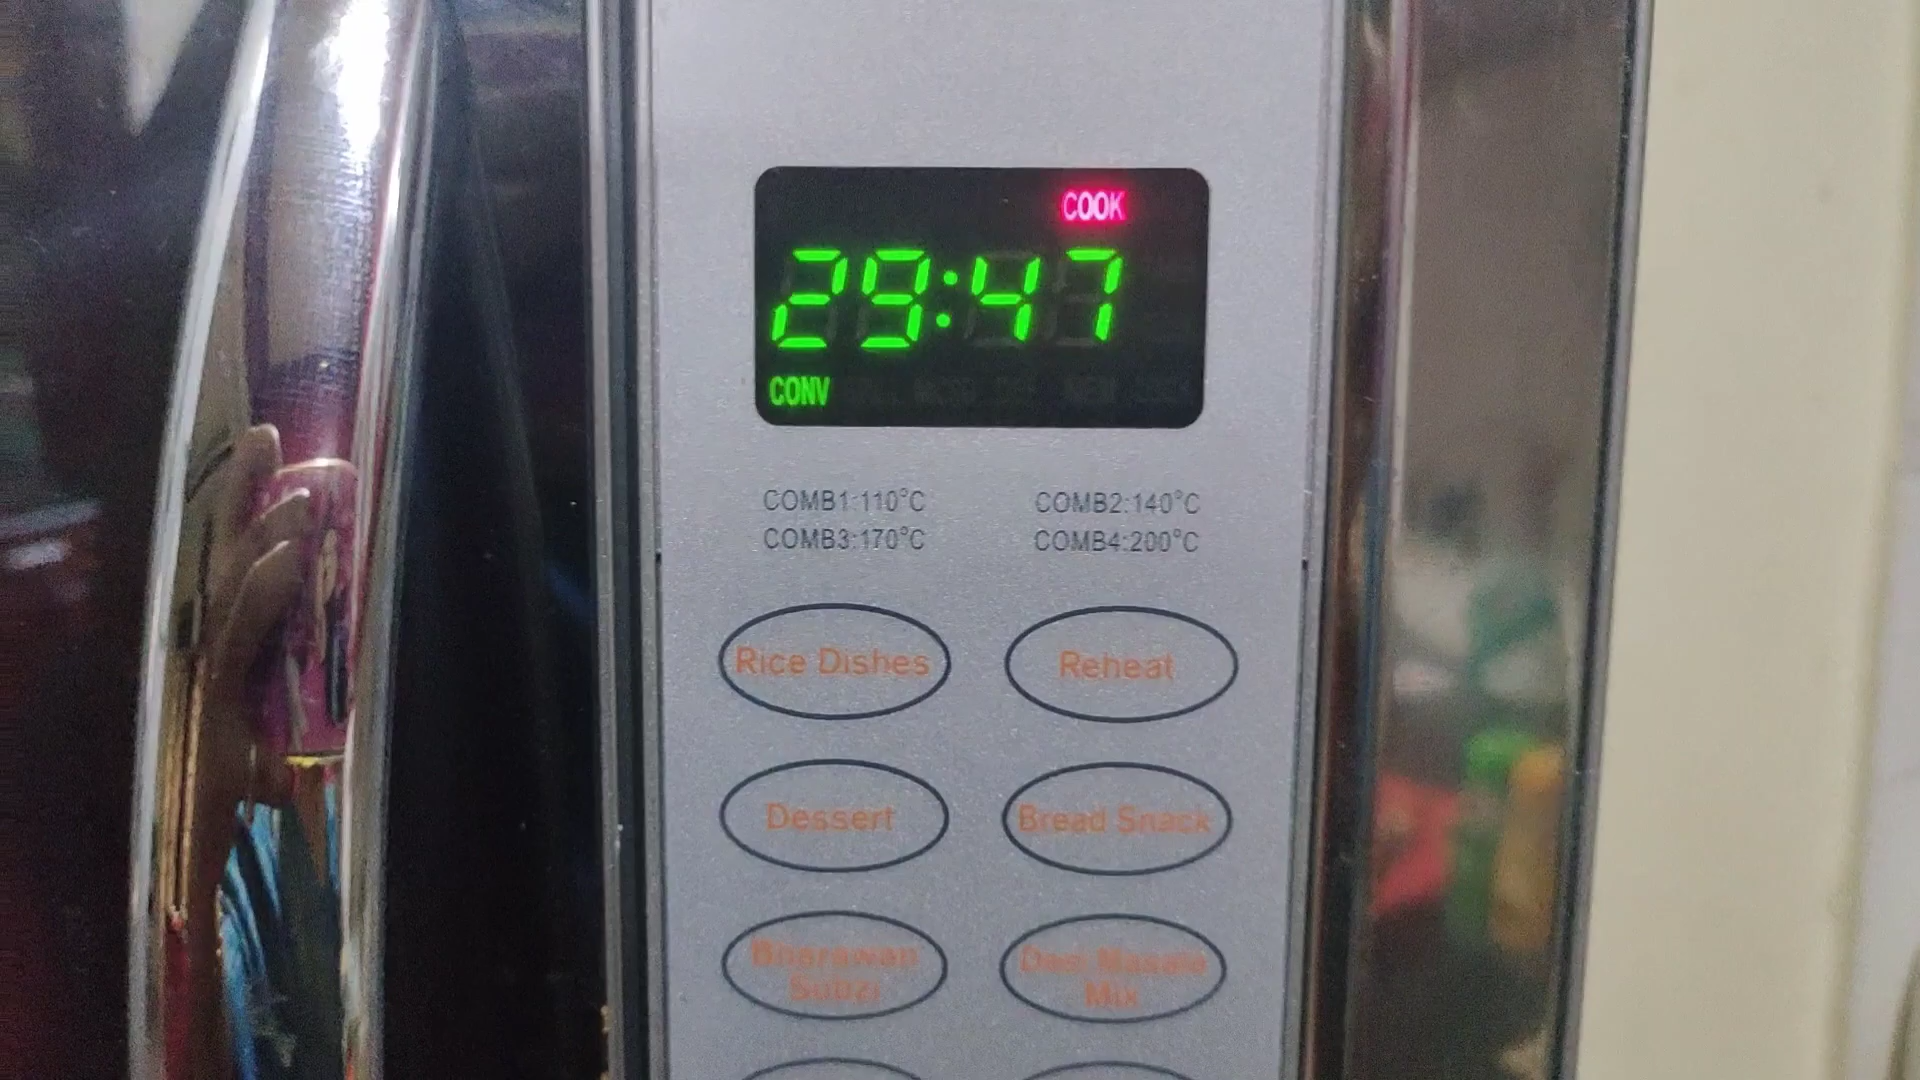 COOK
29:47
CONV
COMB1:110°C COMB2:140°C
COMB3:170°C COMB4:200°C
Rice Dishes Reheat
Dessert Bread Snack
Bharawan Desi Masala
Subzi Mix